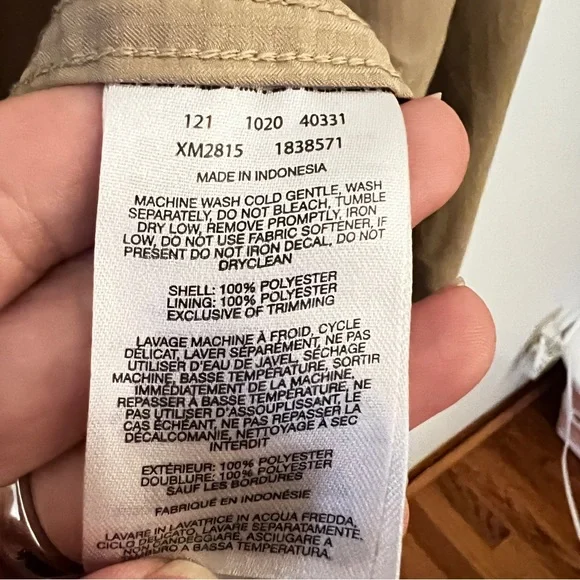 121 1020 40331
XM2815 1838571
MADE IN INDONESIA
MACHINE WASH COLD GENTLE, WASH
SEPARATELY, DO NOT BLEACH, TUMBLE
DRY LOW, REMOVE PROMPTLY, IRON
LOW, DO NOT USE FABRIC SOFTENER, IF
PRESENT DO NOT IRON DECAL, DO NOT
DRYCLEAN
SHELL: 100% POLYESTER
LINING: 100% POLYESTER
EXCLUSIVE OF TRIMMING
LAVAGE MACHINE À FROID, CYCLE
DÉLICAT, LAVER SÉPARÉMENT, NE PAS
UTILISER D'EAU DE JAVEL, SÉCHAGE
MACHINE, BASSE TEMPÉRATURE, SORTIR
IMMÉDIATEMENT DE LA MACHINE,
REPASSER À BASSE TEMPÉRATURE, NE
PAS UTILISER D'ASSOUPLISSANT, LE
CAS ÉCHÉANT, NE PAS REPASSER LA
DÉCALCOMANIE, NETTOYAGE À SEC
INTERDIT
EXTÉRIEUR: 100% POLYESTER
DOUBLURE: 100% POLYESTER
SAUF LES BORDURES
FABRIQUÉ EN INDONÉSIE
LAVARE IN LAVATRICE IN ACQUA FREDDA,
CICLO DELICATO, LAVARE SEPARATAMENTE,
NON CANDEGGIARE, ASCIUGARE A
TEMPERATURA,